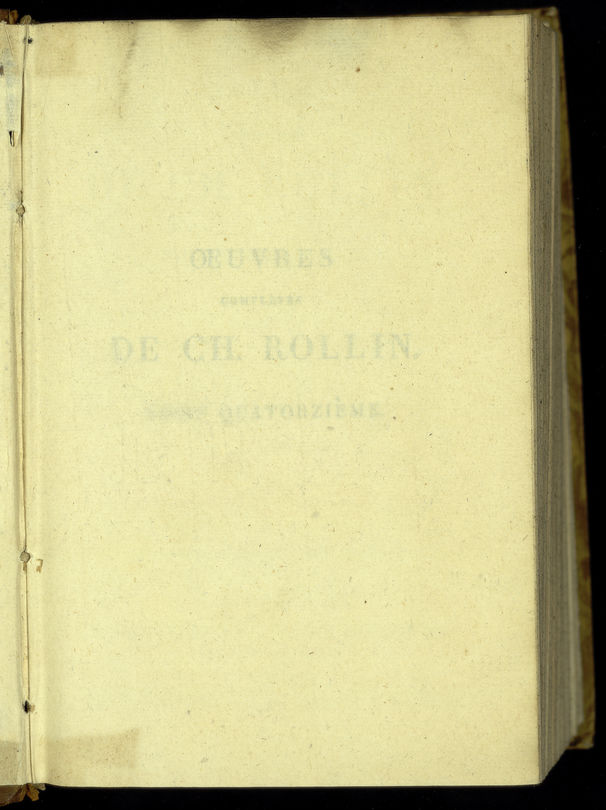 ŒUVRES
COMPLÈTES
DE CH. ROLLIN.
TOME QUATORZIÈME.